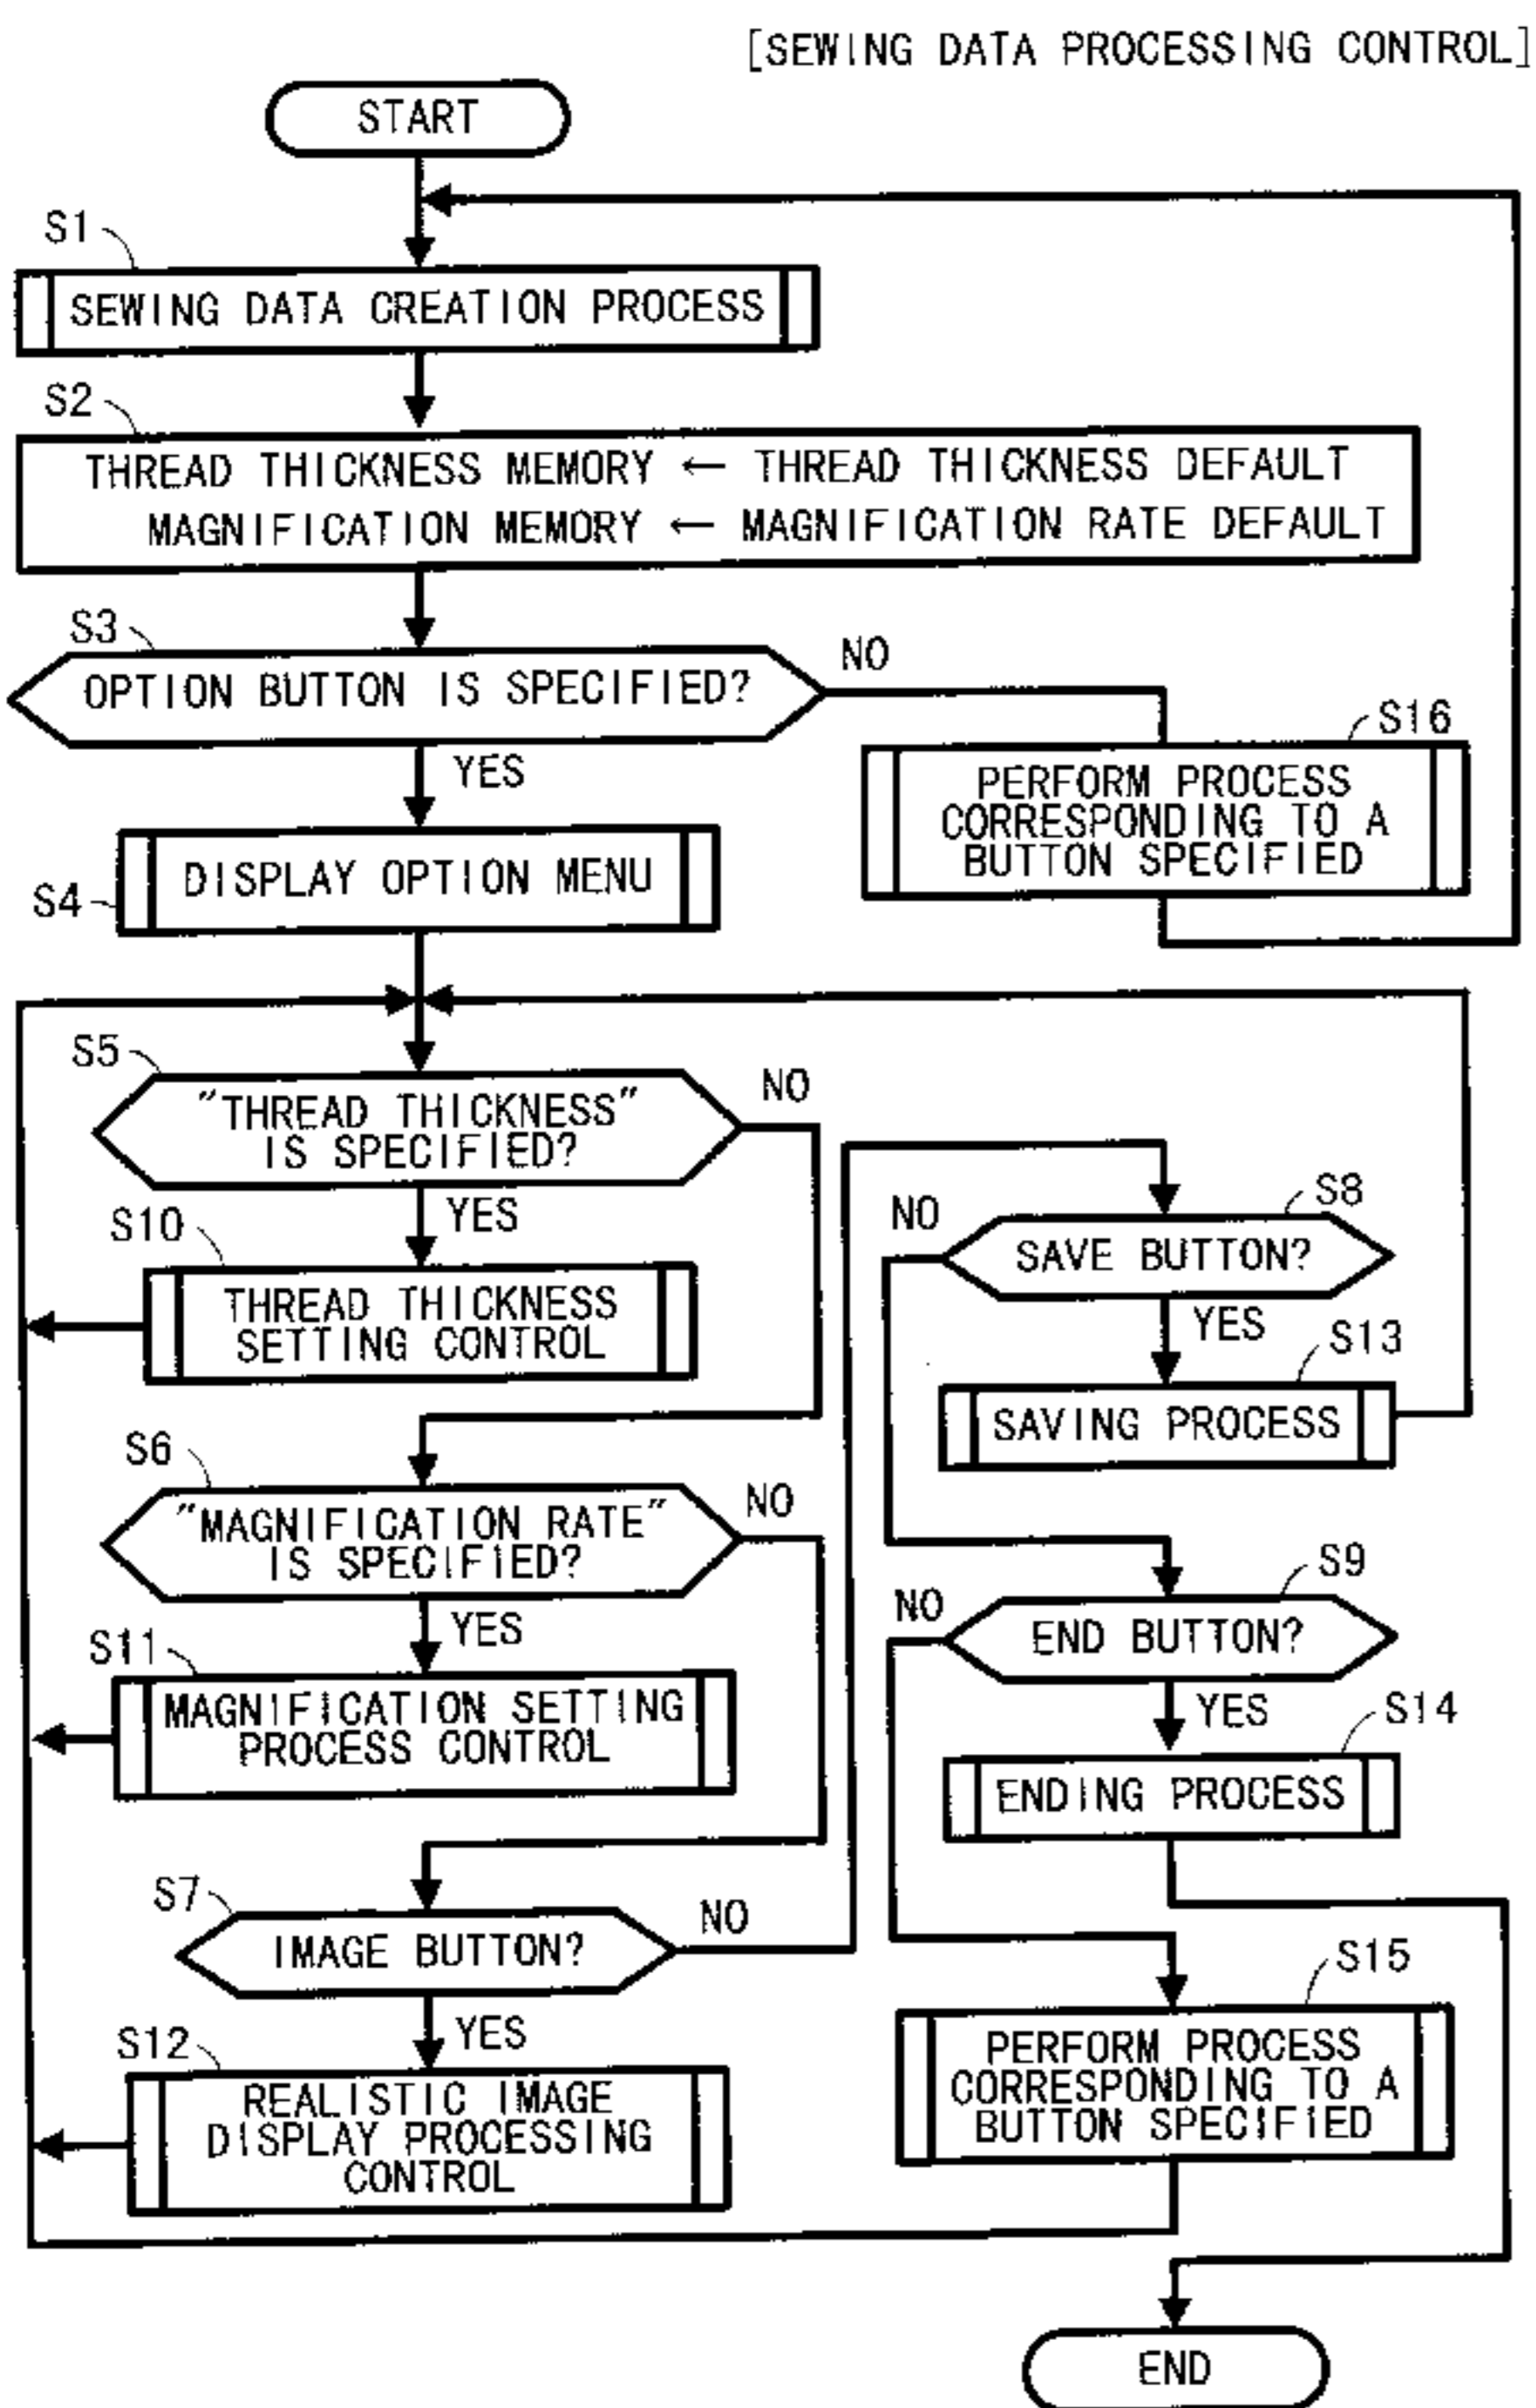 [SEWING DATA PROCESSING CONTROL]
START
S1
SEWING DATA CREATION PROCESS
S2
THREAD THICKNESS MEMORY ← THREAD THICKNESS DEFAULT
MAGNIFICATION MEMORY ← MAGNIFICATION RATE DEFAULT
S3
OPTION BUTTON IS SPECIFIED?
NO
YES
S16
PERFORM PROCESS
CORRESPONDING TO A
BUTTON SPECIFIED
S4
DISPLAY OPTION MENU
S5
"THREAD THICKNESS"
IS SPECIFIED?
NO
YES
S10
THREAD THICKNESS
SETTING CONTROL
S6
"MAGNIFICATION RATE"
IS SPECIFIED?
NO
YES
S11
MAGNIFICATION SETTING
PROCESS CONTROL
S7
IMAGE BUTTON?
NO
YES
S12
REALISTIC IMAGE
DISPLAY PROCESSING
CONTROL
S8
NO
SAVE BUTTON?
YES
S13
SAVING PROCESS
S9
NO
END BUTTON?
YES
S14
ENDING PROCESS
S15
PERFORM PROCESS
CORRESPONDING TO A
BUTTON SPECIFIED
END